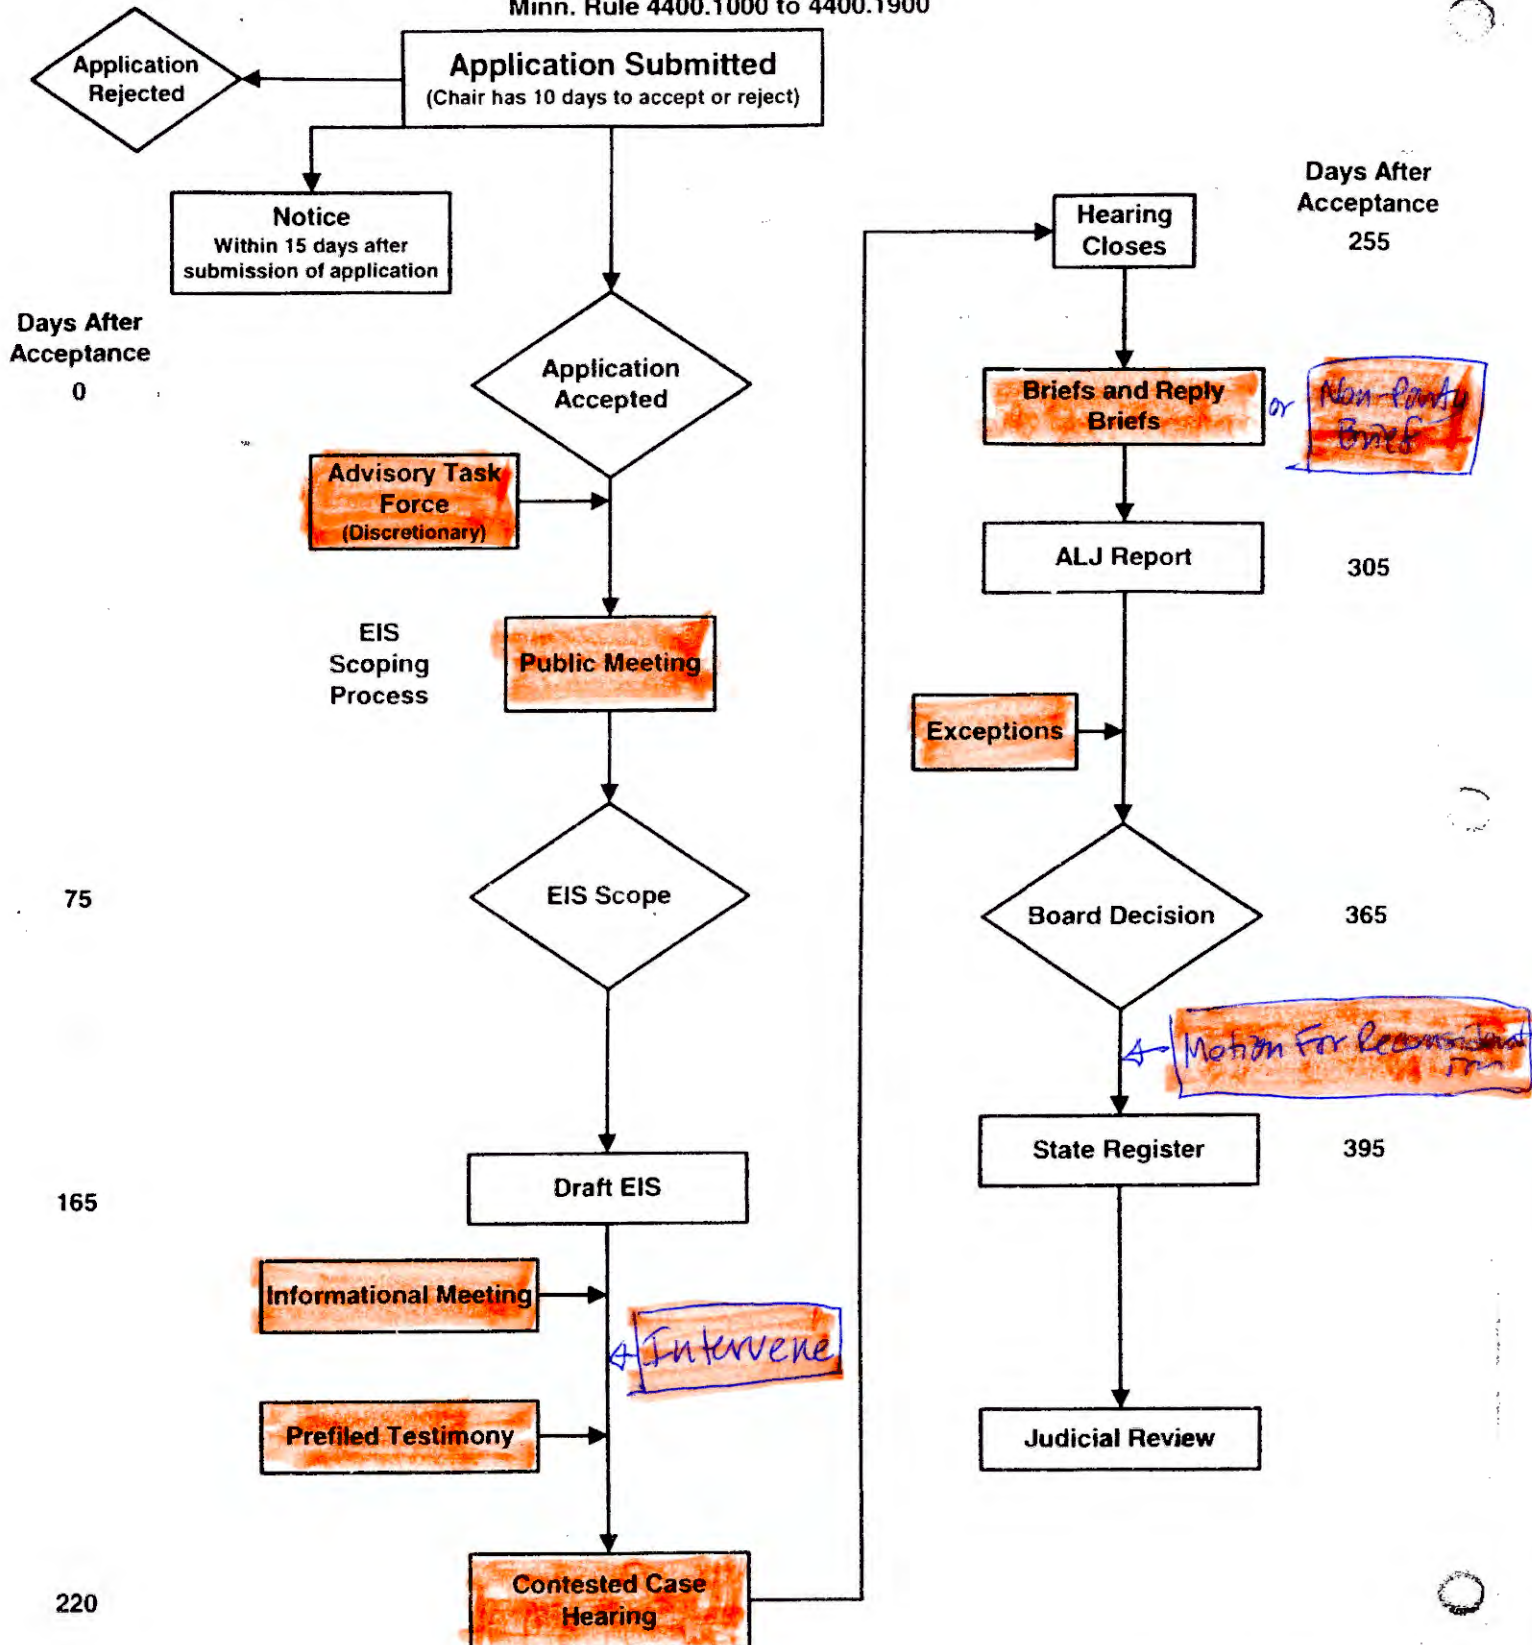 Minn. Rule 4400.1000 to 4400.1900
Application
Rejected
Application Submitted
(Chair has 10 days to accept or reject)
Notice
Within 15 days after
submission of application
Days After
Acceptance
0
Application
Accepted
Advisory Task
Force
(Discretionary)
EIS
Scoping
Process
Public Meeting
75
EIS Scope
165
Draft EIS
Informational Meeting
Intervene
Prefiled Testimony
220
Contested Case
Hearing
Days After
Acceptance
255
Hearing
Closes
Briefs and Reply
Briefs
or
Non-Party
Brief
ALJ Report
305
Exceptions
Board Decision
365
Motion For Reconsiderat
ion
State Register
395
Judicial Review